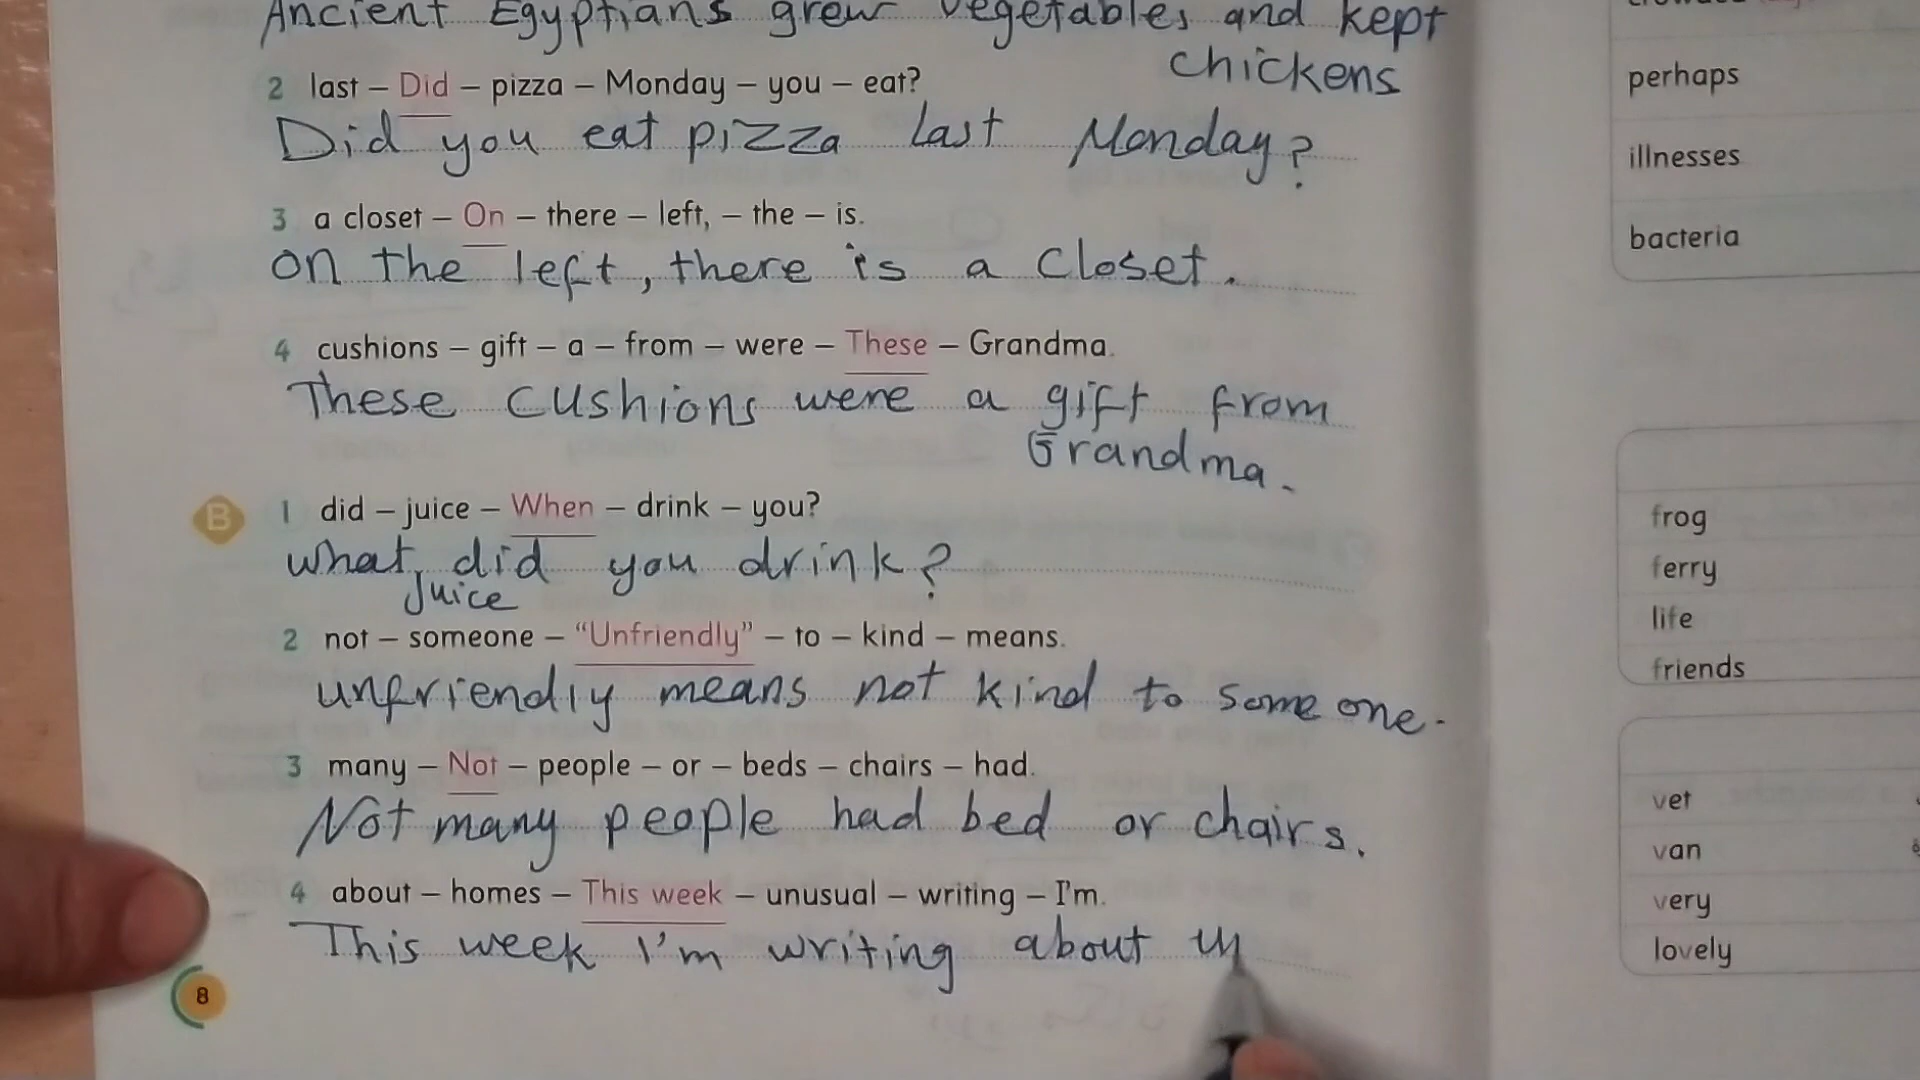 Ancient Egyptians grew vegetables and kept
chickens
2 last – Did – pizza – Monday – you – eat?
Did you eat pizza last Monday?
3 a closet – On – there – left, – the – is.
on the left, there is a closet.
4 cushions – gift – a – from – were – These – Grandma.
These cushions were a gift from
Grandma.
B 1 did – juice – When – drink – you?
what did you drink?
Juice
2 not – someone – “Unfriendly” – to – kind – means.
unfriendly means not kind to some one.
3 many – Not – people – or – beds – chairs – had.
Not many people had bed or chairs.
4 about – homes – This week – unusual – writing – I'm.
This week I'm writing about un
8
perhaps
illnesses
bacteria
frog
ferry
life
friends
vet
van
very
lovely